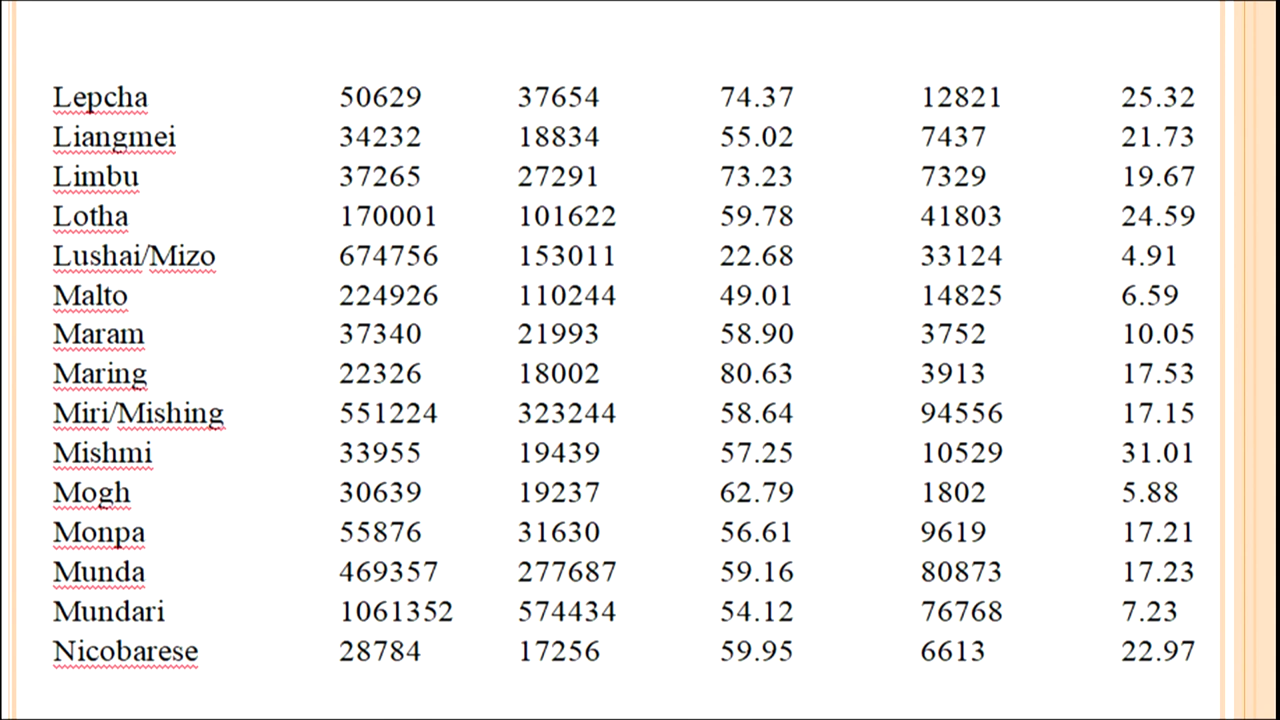 Lepcha 50629 37654 74.37 12821 25.32
Liangmei 34232 18834 55.02 7437 21.73
Limbu 37265 27291 73.23 7329 19.67
Lotha 170001 101622 59.78 41803 24.59
Lushai/Mizo 674756 153011 22.68 33124 4.91
Malto 224926 110244 49.01 14825 6.59
Maram 37340 21993 58.90 3752 10.05
Maring 22326 18002 80.63 3913 17.53
Miri/Mishing 551224 323244 58.64 94556 17.15
Mishmi 33955 19439 57.25 10529 31.01
Mogh 30639 19237 62.79 1802 5.88
Monpa 55876 31630 56.61 9619 17.21
Munda 469357 277687 59.16 80873 17.23
Mundari 1061352 574434 54.12 76768 7.23
Nicobarese 28784 17256 59.95 6613 22.97